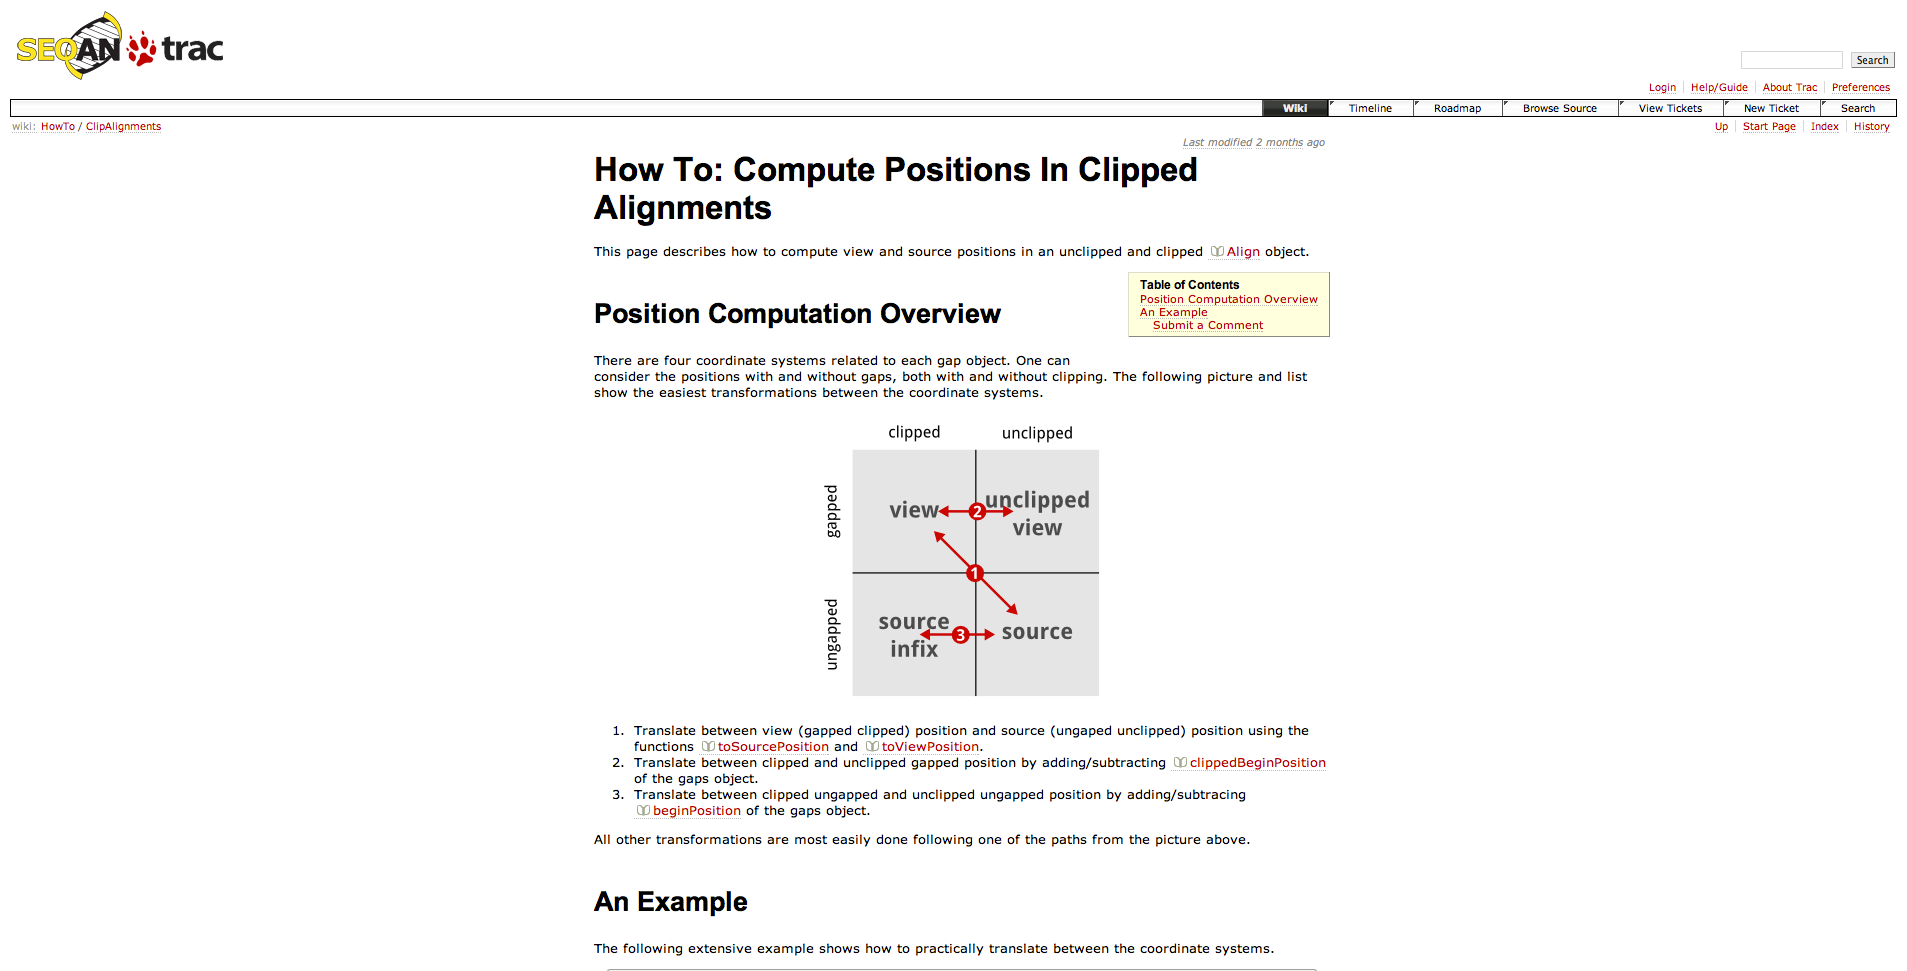 SEQAN trac
Search
Login Help/Guide About Trac Preferences
Wiki Timeline Roadmap Browse Source View Tickets New Ticket Search
wiki: HowTo / ClipAlignments
Up Start Page Index History
Last modified 2 months ago
How To: Compute Positions In Clipped
Alignments
This page describes how to compute view and source positions in an unclipped and clipped Align object.
Table of Contents
Position Computation Overview
An Example
Submit a Comment
Position Computation Overview
There are four coordinate systems related to each gap object. One can
consider the positions with and without gaps, both with and without clipping. The following picture and list
show the easiest transformations between the coordinate systems.
clipped unclipped
gapped
view 2 unclipped
view
1
ungapped
source
infix
3
source
1. Translate between view (gapped clipped) position and source (ungaped unclipped) position using the
functions toSourcePosition and toViewPosition.
2. Translate between clipped and unclipped gapped position by adding/subtracting clippedBeginPosition
of the gaps object.
3. Translate between clipped ungapped and unclipped ungapped position by adding/subtracing
beginPosition of the gaps object.
All other transformations are most easily done following one of the paths from the picture above.
An Example
The following extensive example shows how to practically translate between the coordinate systems.